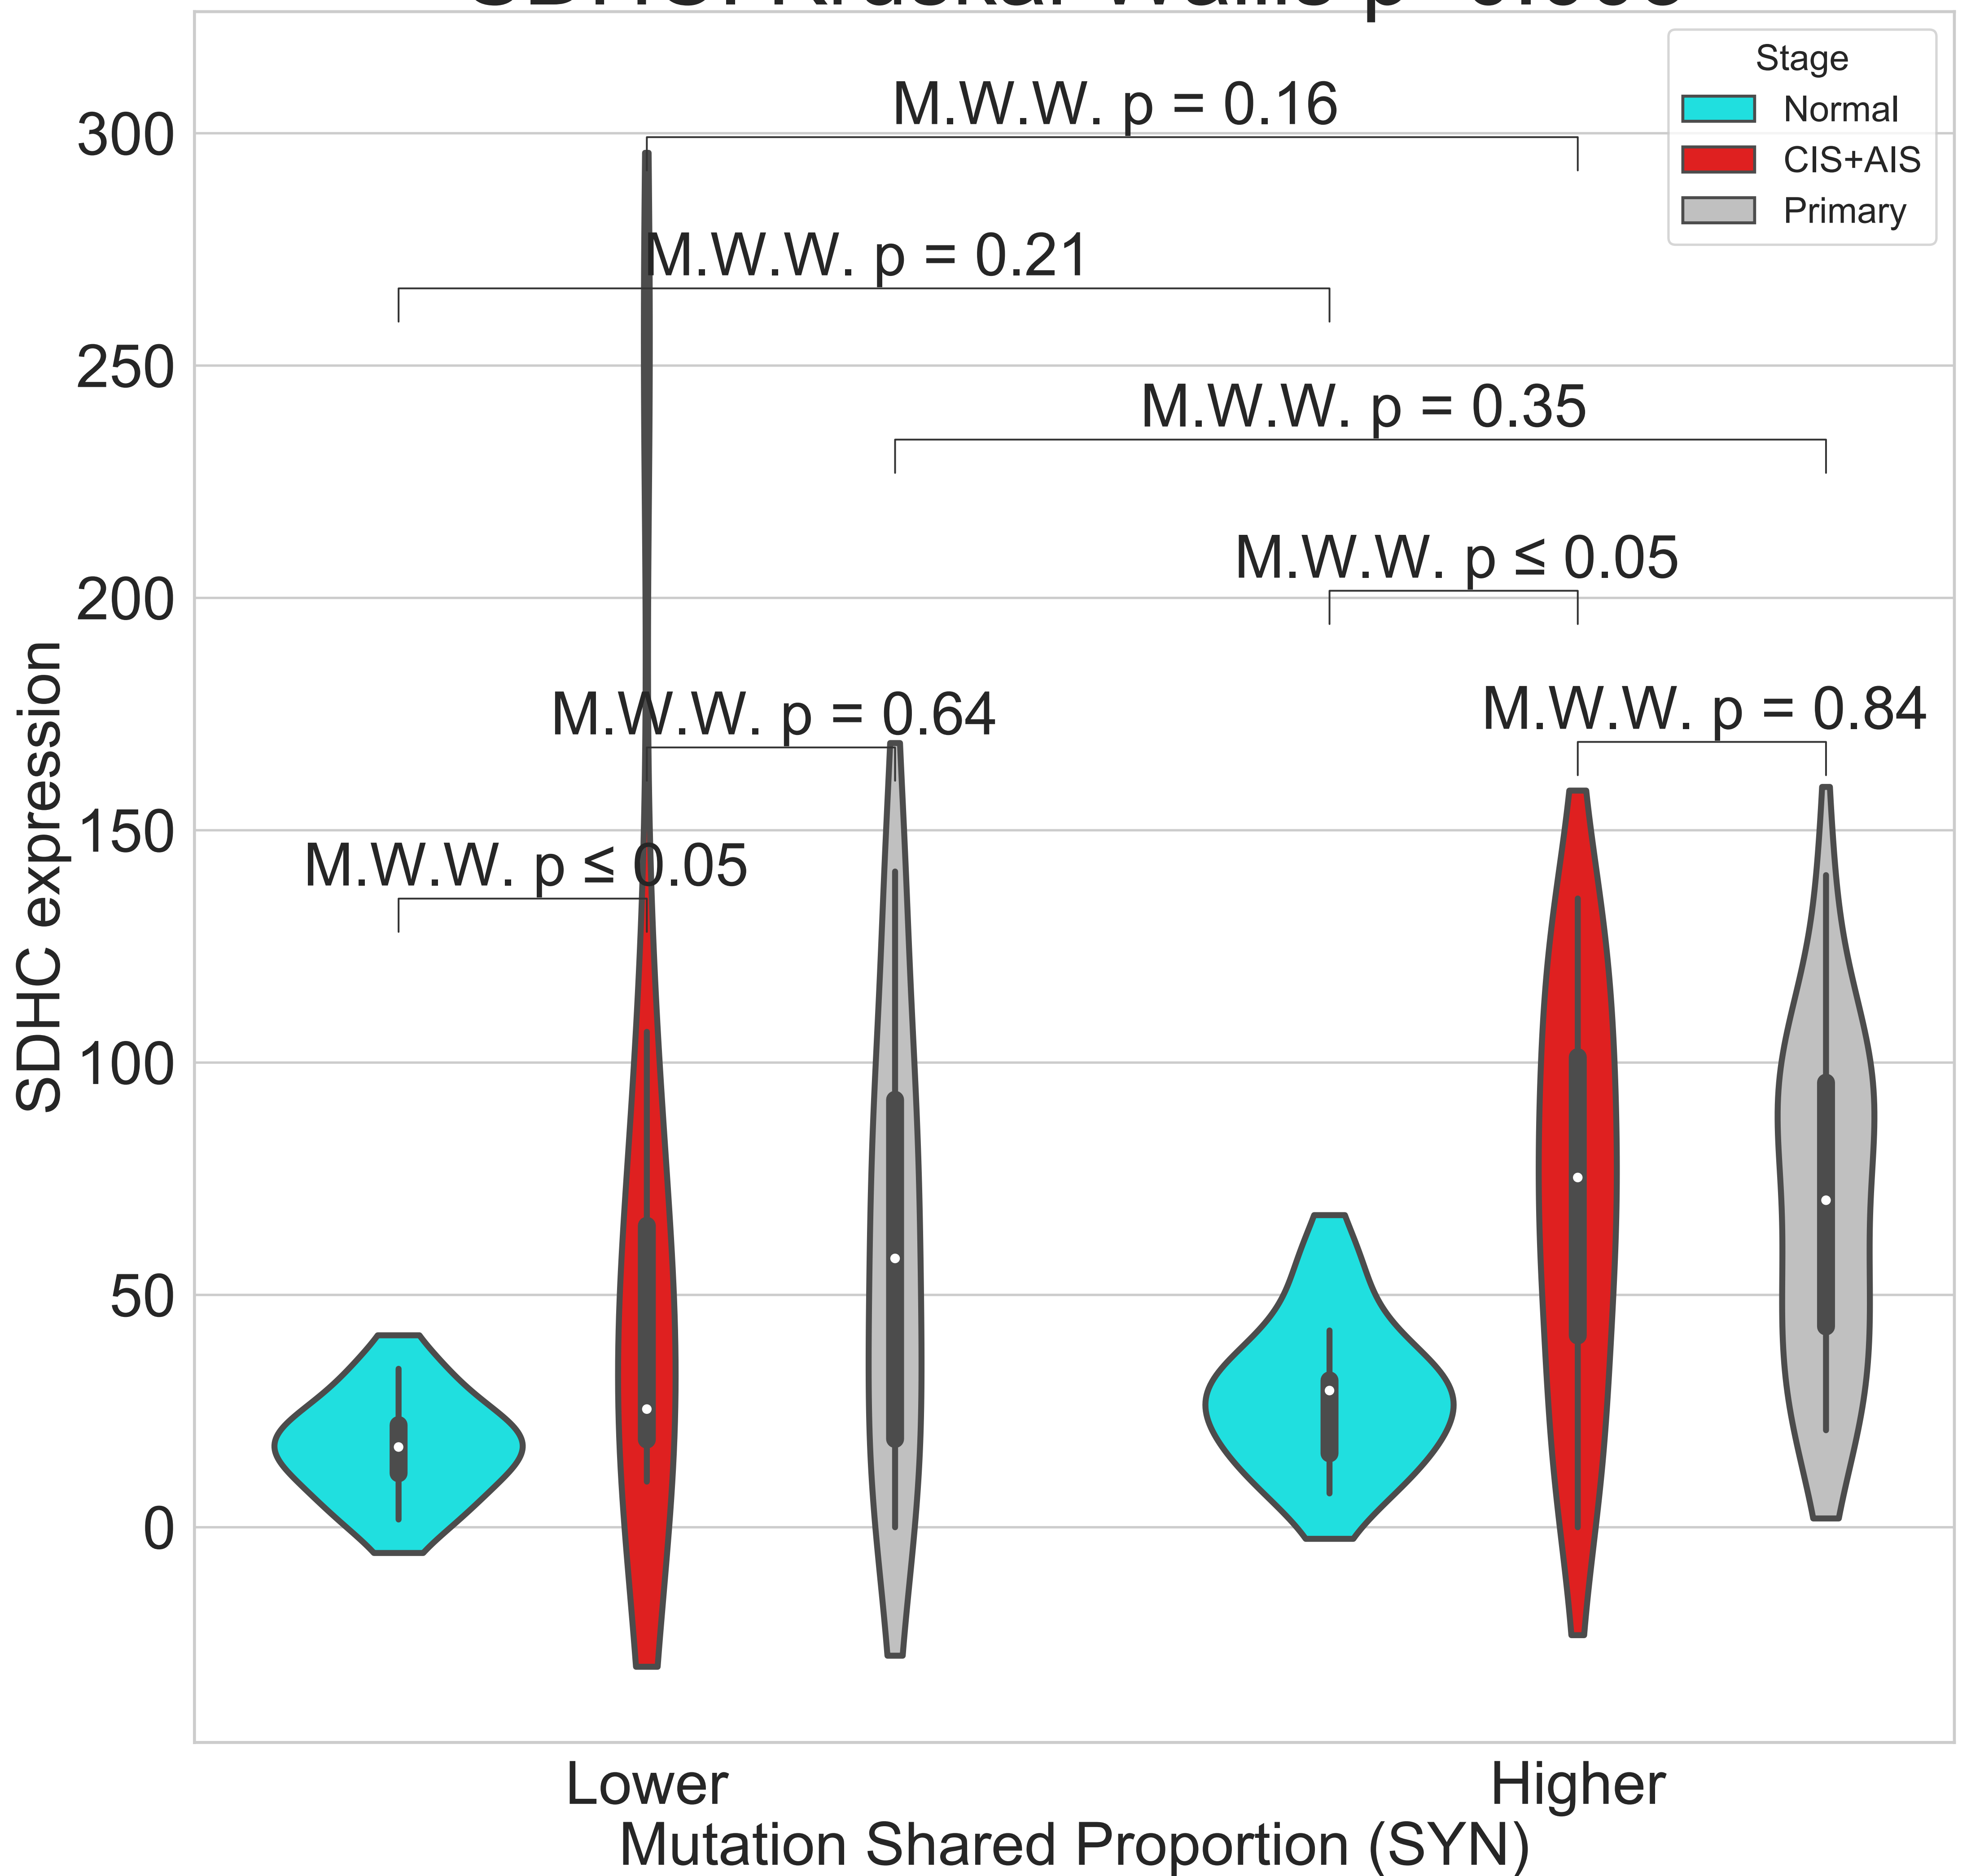 Stage
Normal
CIS+AIS
Primary
M.W.W. p = 0.16
M.W.W. p = 0.21
M.W.W. p = 0.35
M.W.W. p ≤ 0.05
M.W.W. p = 0.64
M.W.W. p = 0.84
M.W.W. p ≤ 0.05
300
250
200
150
100
50
0
SDHC expression
Lower
Higher
Mutation Shared Proportion (SYN)